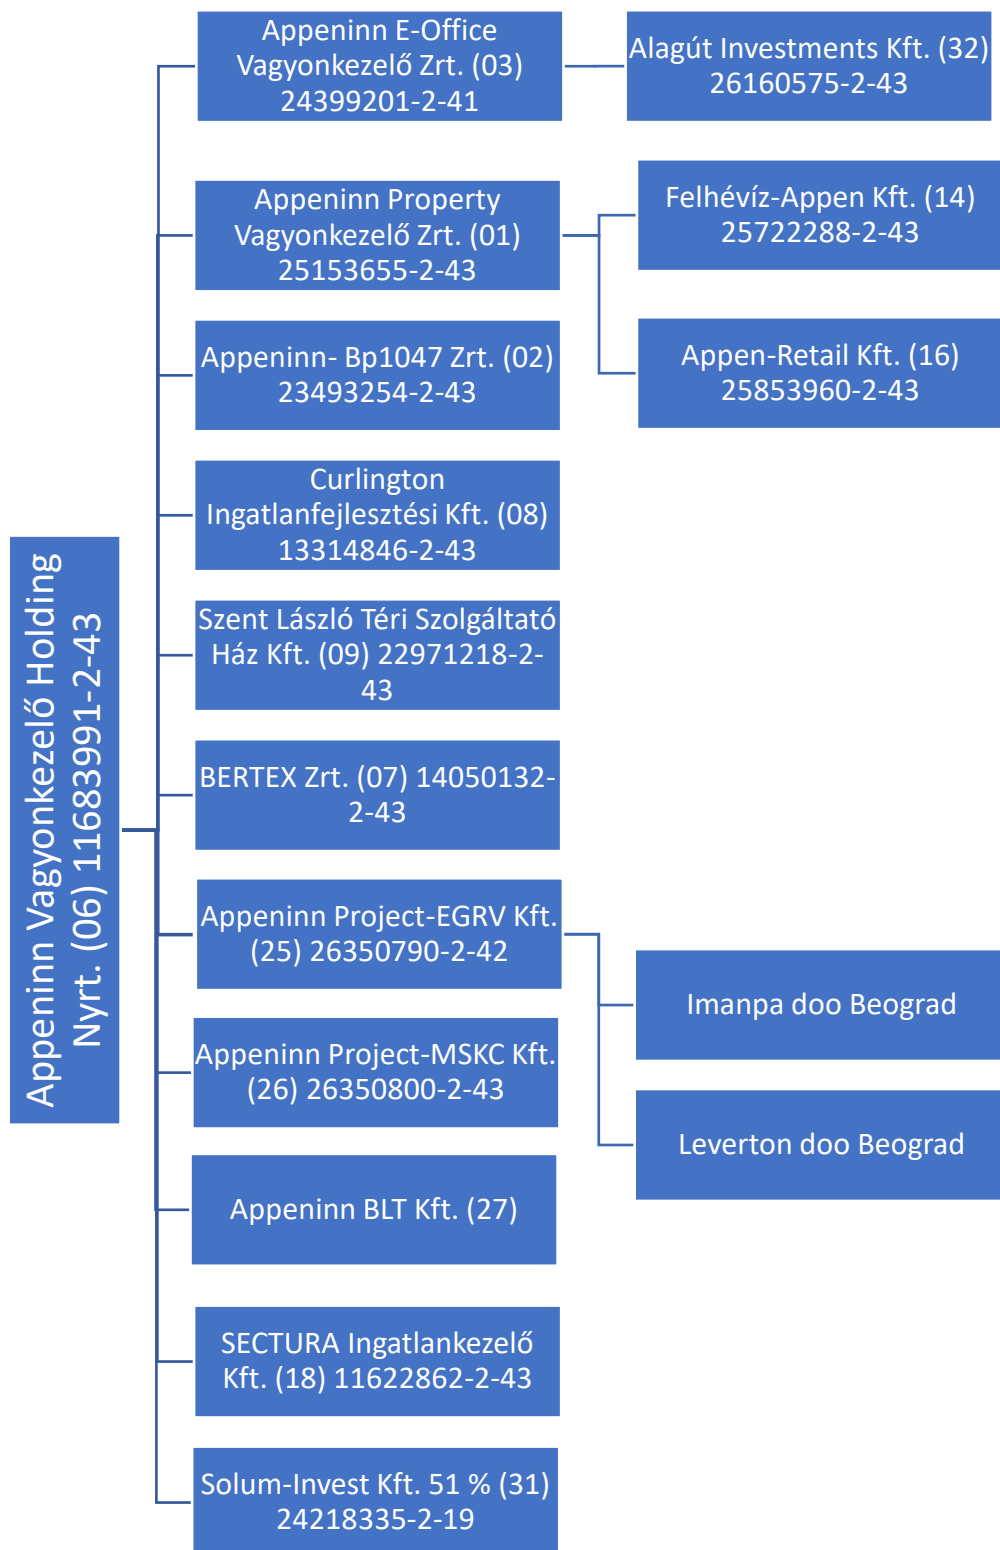 Appeninn Vagyonkezelő Holding
Nyrt. (06) 11683991-2-43
Appeninn E-Office
Vagyonkezelő Zrt. (03)
24399201-2-41
Alagút Investments Kft. (32)
26160575-2-43
Appeninn Property
Vagyonkezelő Zrt. (01)
25153655-2-43
Felhévíz-Appen Kft. (14)
25722288-2-43
Appen-Retail Kft. (16)
25853960-2-43
Appeninn- Bp1047 Zrt. (02)
23493254-2-43
Curlington
Ingatlanfejlesztési Kft. (08)
13314846-2-43
Szent László Téri Szolgáltató
Ház Kft. (09) 22971218-2-
43
BERTEX Zrt. (07) 14050132-
2-43
Appeninn Project-EGRV Kft.
(25) 26350790-2-42
Imanpa doo Beograd
Leverton doo Beograd
Appeninn Project-MSKC Kft.
(26) 26350800-2-43
Appeninn BLT Kft. (27)
SECTURA Ingatlankezelő
Kft. (18) 11622862-2-43
Solum-Invest Kft. 51 % (31)
24218335-2-19